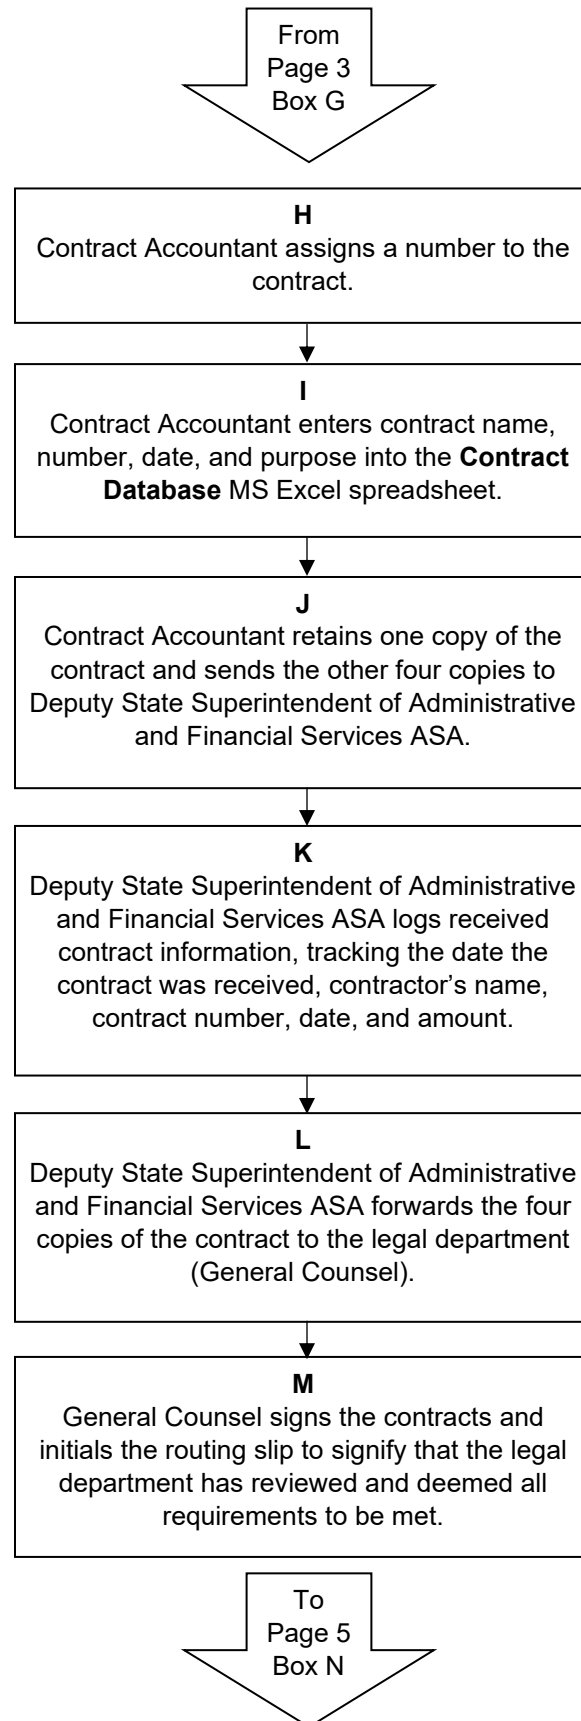 From
Page 3
Box G
H
Contract Accountant assigns a number to the
contract.
I
Contract Accountant enters contract name,
number, date, and purpose into the Contract
Database MS Excel spreadsheet.
J
Contract Accountant retains one copy of the
contract and sends the other four copies to
Deputy State Superintendent of Administrative
and Financial Services ASA.
K
Deputy State Superintendent of Administrative
and Financial Services ASA logs received
contract information, tracking the date the
contract was received, contractor’s name,
contract number, date, and amount.
L
Deputy State Superintendent of Administrative
and Financial Services ASA forwards the four
copies of the contract to the legal department
(General Counsel).
M
General Counsel signs the contracts and
initials the routing slip to signify that the legal
department has reviewed and deemed all
requirements to be met.
To
Page 5
Box N